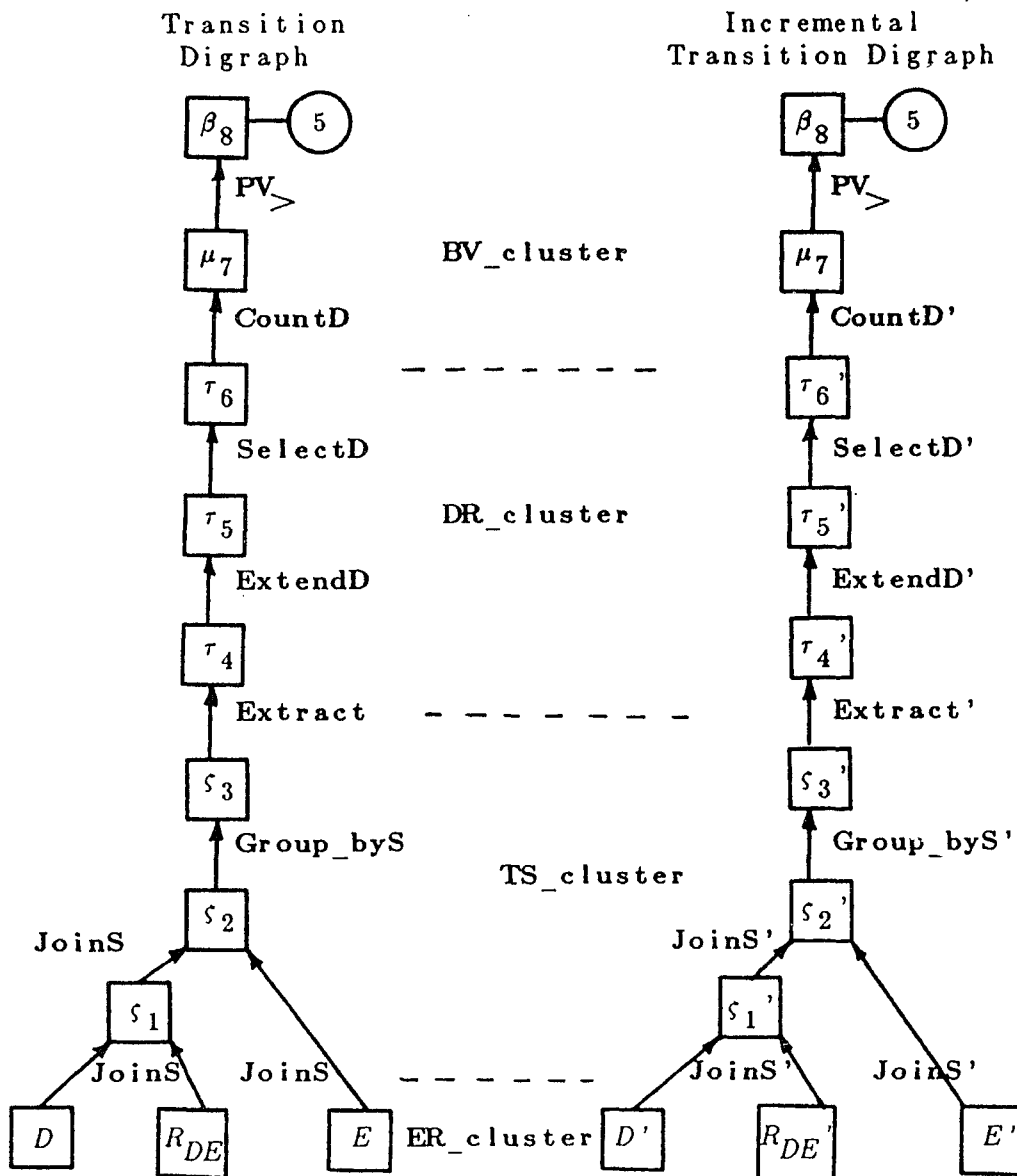 Transition Digraph
Incremental Transition Digraph
β8 5
β8 5
PV>
PV>
μ7
BV_cluster
μ7
CountD
CountD'
τ6
τ6'
SelectD
SelectD'
τ5
DR_cluster
τ5'
ExtendD
ExtendD'
τ4
τ4'
Extract
Extract'
ς3
ς3'
Group_byS
Group_byS'
TS_cluster
ς2
ς2'
JoinS
JoinS'
ς1
ς1'
JoinS
JoinS
JoinS'
JoinS'
D
RDE
E
ER_cluster
D'
RDE'
E'